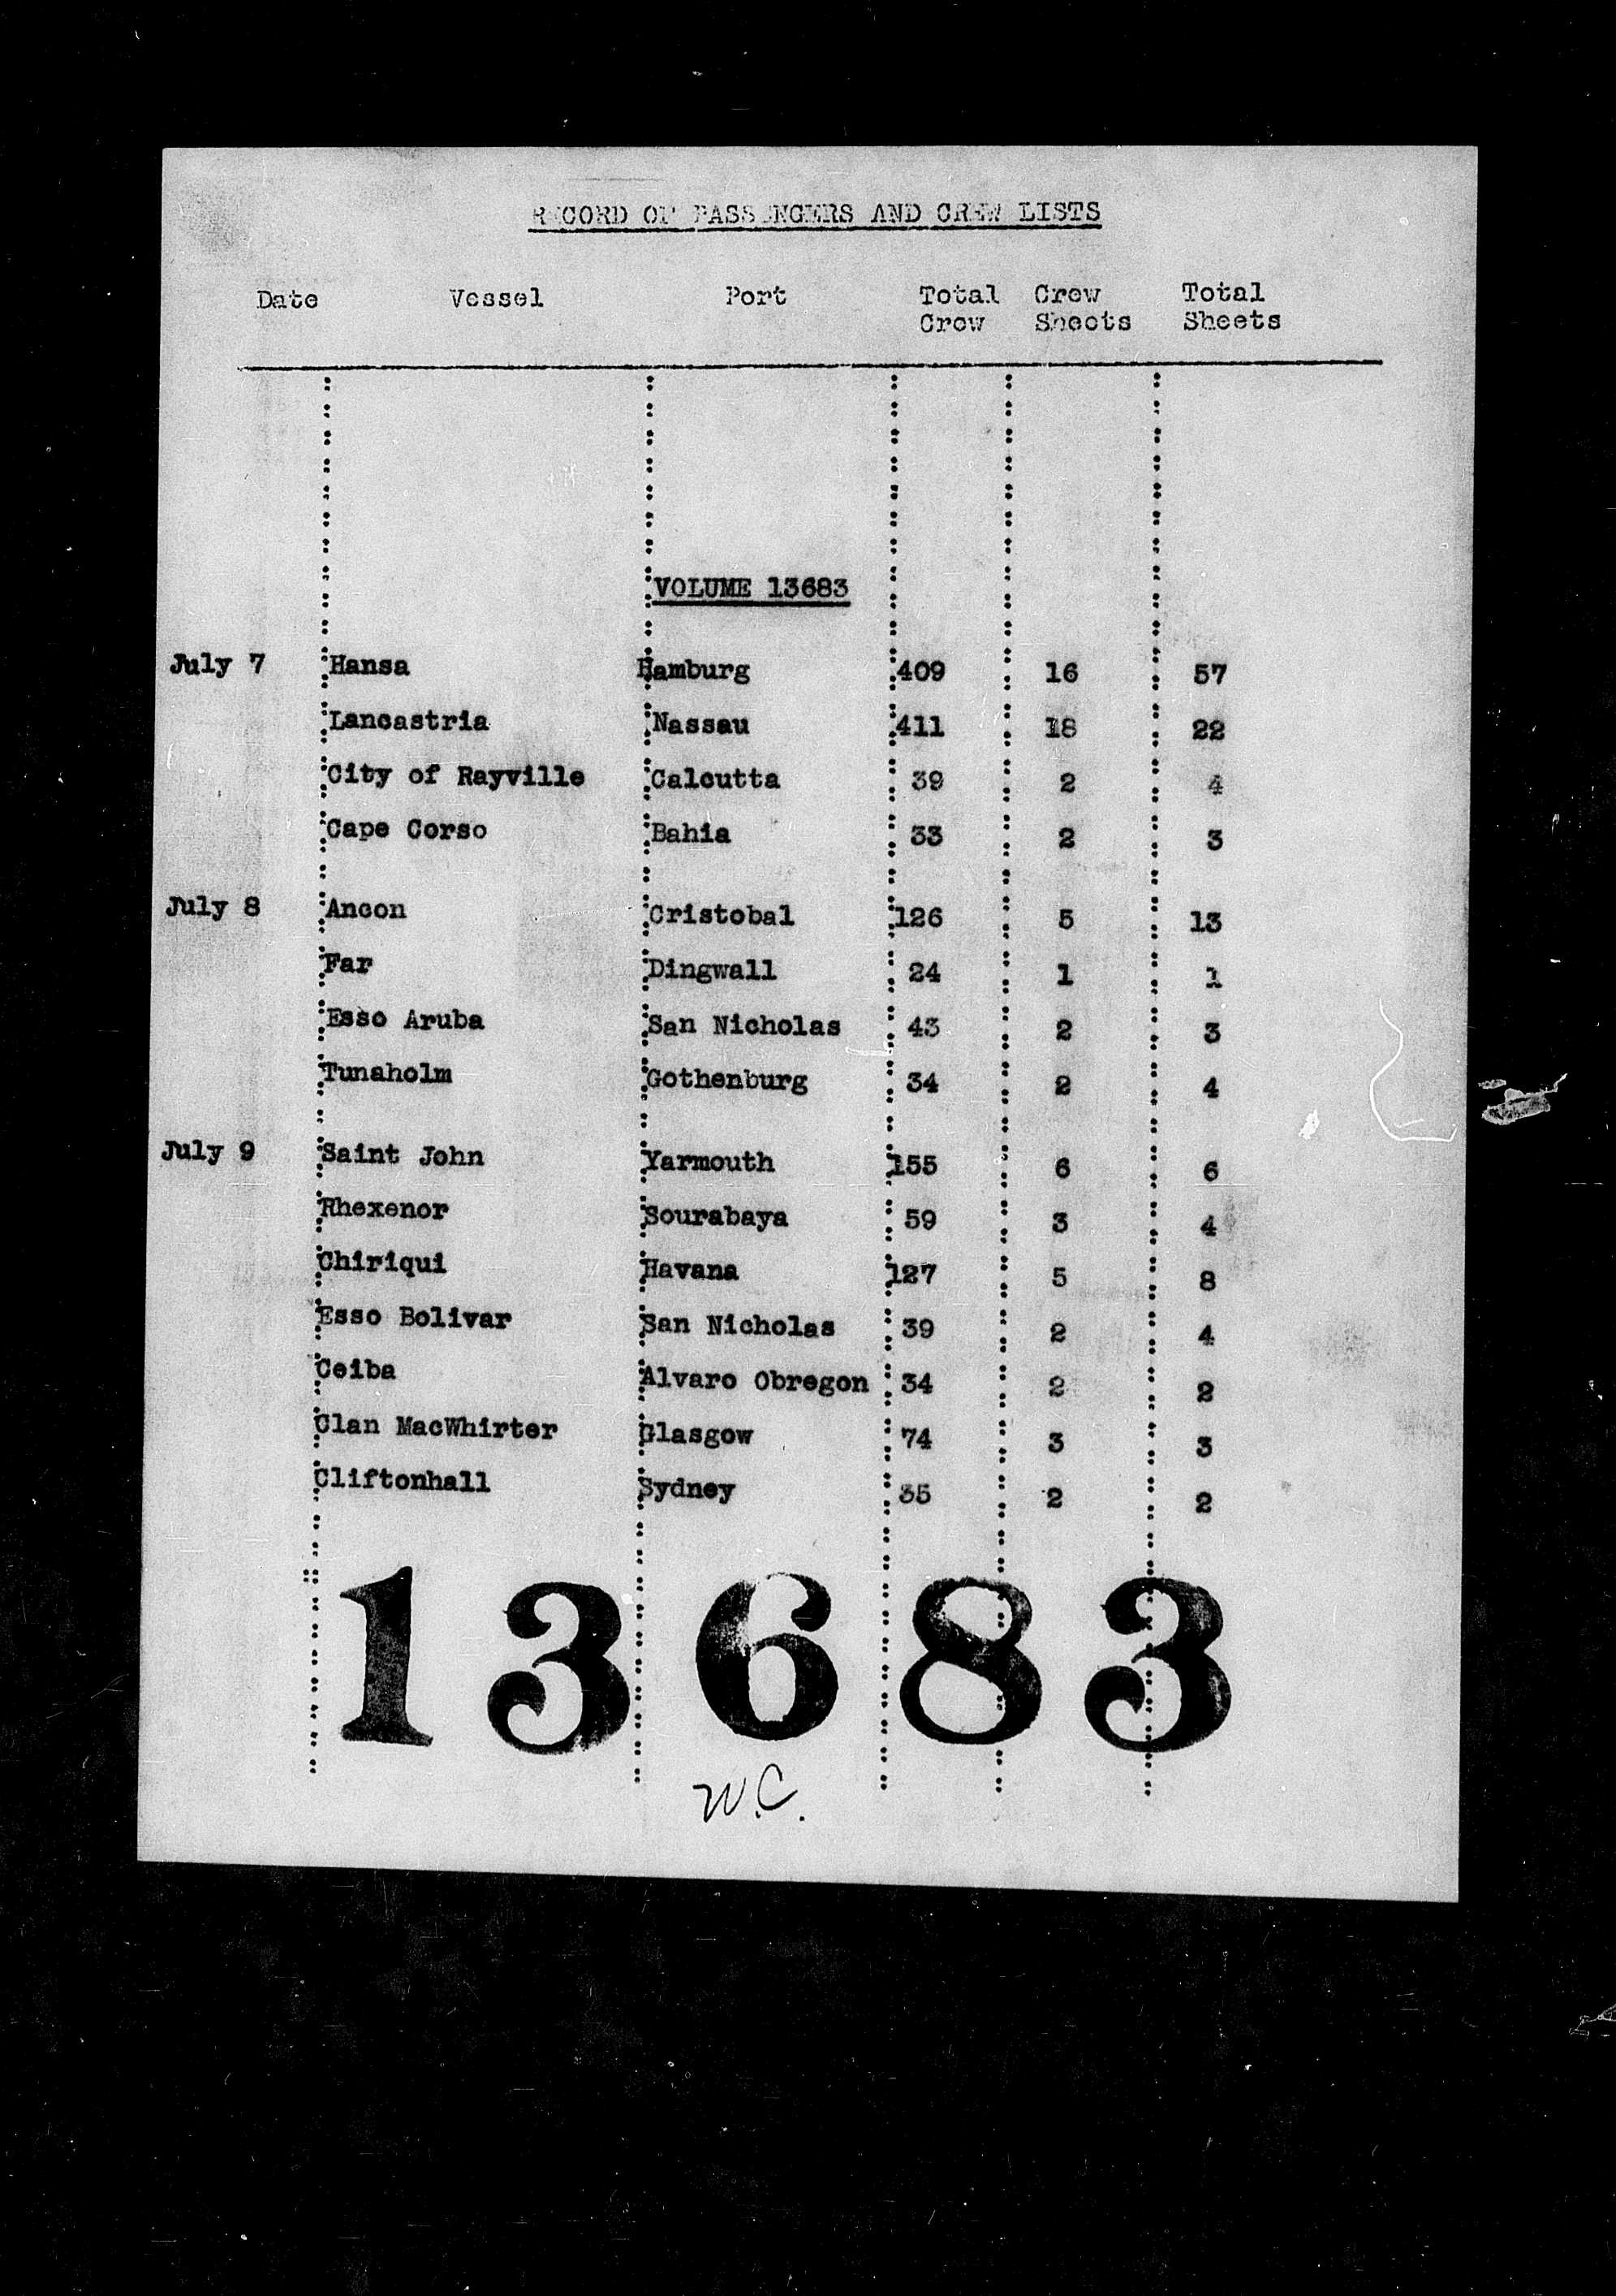 RECORD OF PASSENGERS AND CREW LISTS
Date Vessel Port Total Crew Crew Sheets Total Sheets
VOLUME 13683
July 7 Hansa Hamburg 409 16 57
Lancastria Nassau 411 18 22
City of Rayville Calcutta 39 2 4
Cape Corso Bahia 33 2 3
July 8 Ancon Cristobal 126 5 13
Far Dingwall 24 1 1
Esso Aruba San Nicholas 43 2 3
Tunaholm Gothenburg 34 2 4
July 9 Saint John Yarmouth 155 6 6
Rhexenor Sourabaya 59 3 4
Chiriqui Havana 127 5 8
Esso Bolivar San Nicholas 39 2 4
Ceiba Alvaro Obregon 34 2 2
Clan MacWhirter Glasgow 74 3 3
Cliftonhall Sydney 35 2 2
13683
W.C.